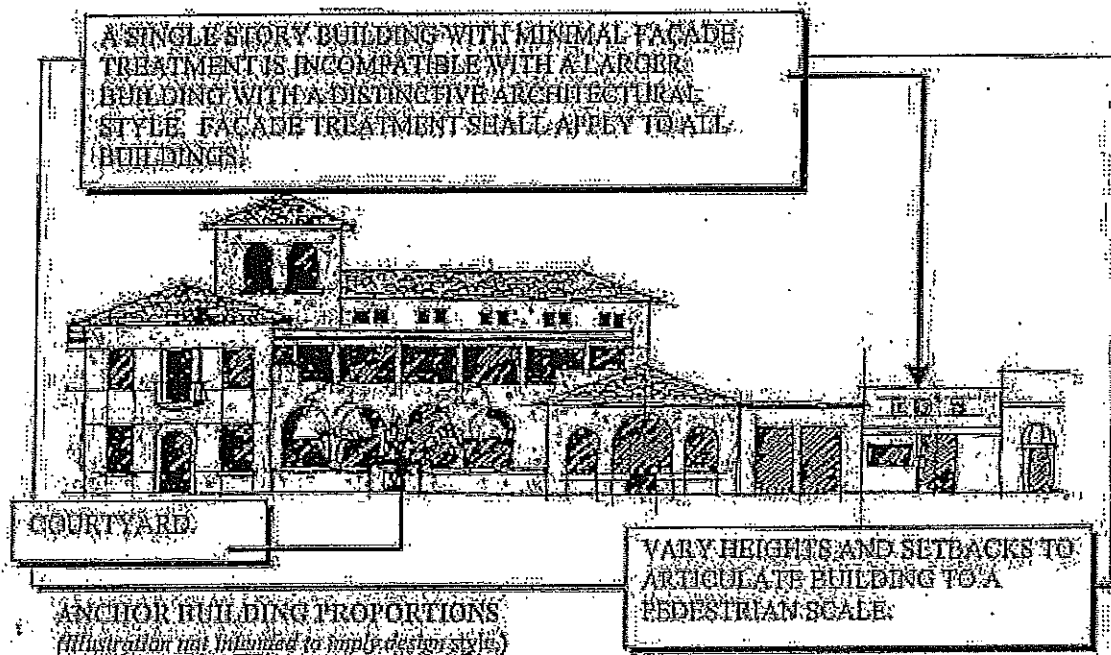 A SINGLE STORY BUILDING WITH MINIMAL FACADE
TREATMENT IS INCOMPATIBLE WITH A LARGER
BUILDING WITH A DISTINCTIVE ARCHITECTURAL
STYLE. FACADE TREATMENT SHALL APPLY TO ALL
BUILDINGS.
COURTYARD
VARY HEIGHTS AND SETBACKS TO
ARTICULATE BUILDING TO A
PEDESTRIAN SCALE.
ANCHOR BUILDING PROPORTIONS
(Illustration not intended to imply design style.)